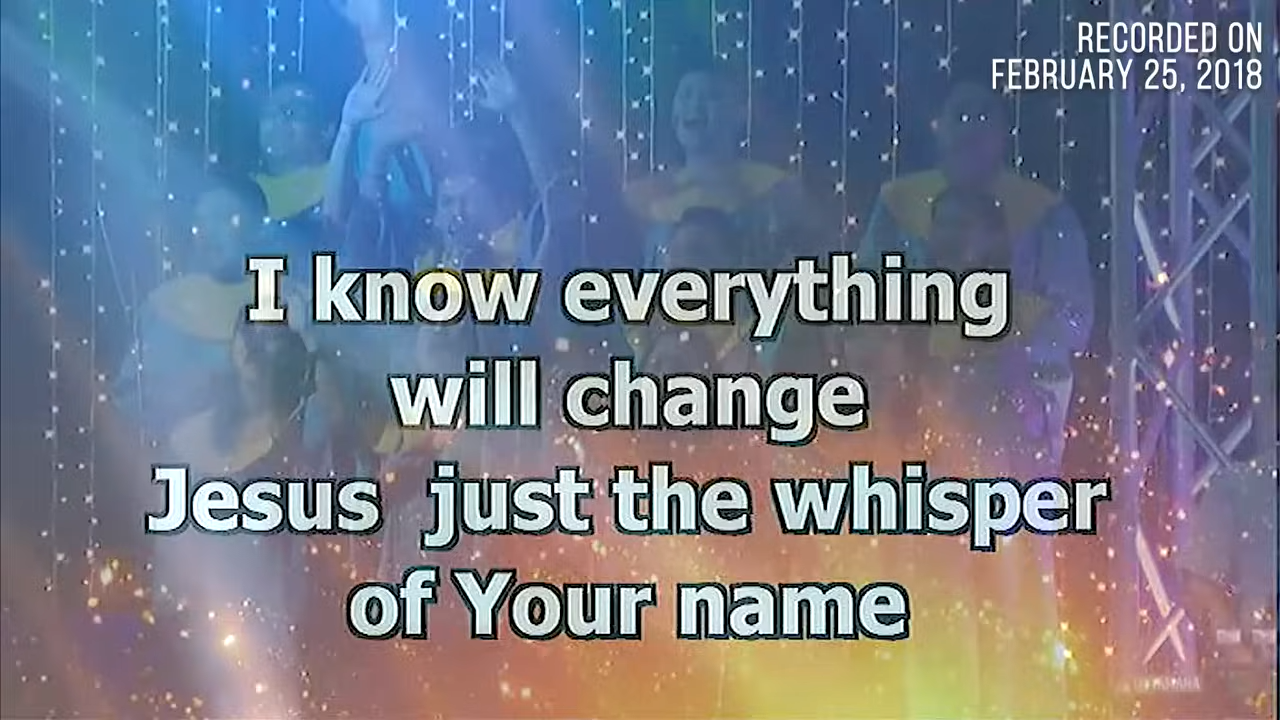 RECORDED ON
FEBRUARY 25, 2018
I know everything
will change
Jesus just the whisper
of Your name